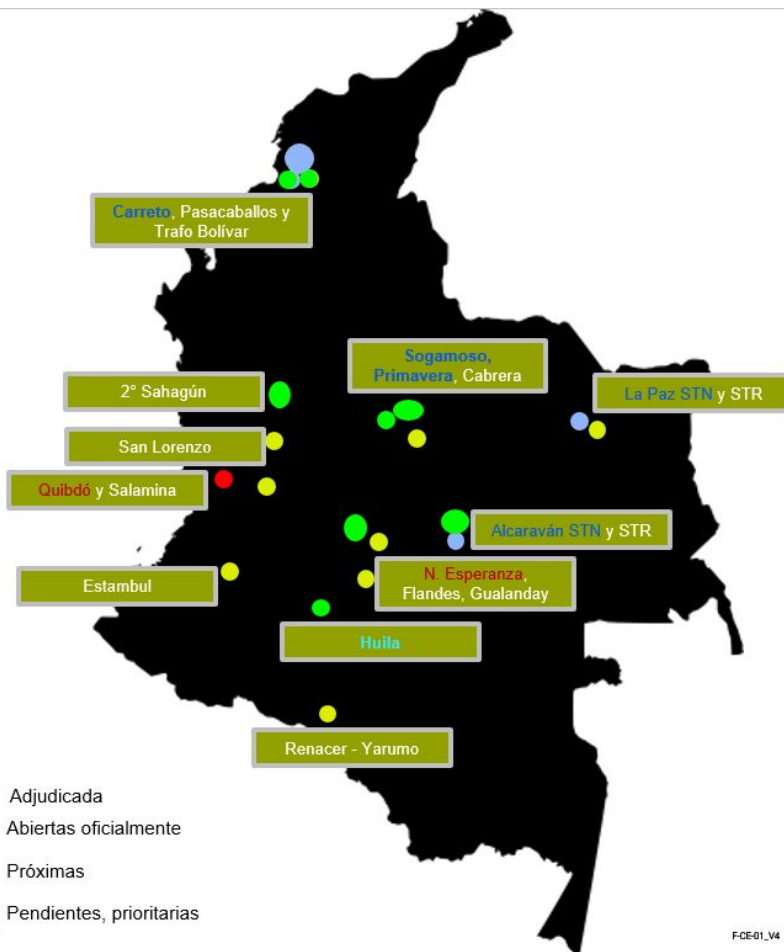 Carreto, Pasacaballos y
Trafo Bolívar
Sogamoso,
Primavera, Cabrera
2° Sahagún
La Paz STN y STR
San Lorenzo
Quibdó y Salamina
Alcaraván STN y STR
Estambul
N. Esperanza,
Flandes, Gualanday
Huila
Renacer - Yarumo
Adjudicada
Abiertas oficialmente
Próximas
Pendientes, prioritarias
F-CE-01_V4